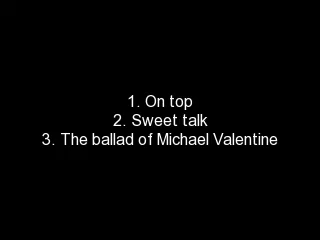 1. On top
2. Sweet talk
3. The ballad of Michael Valentine